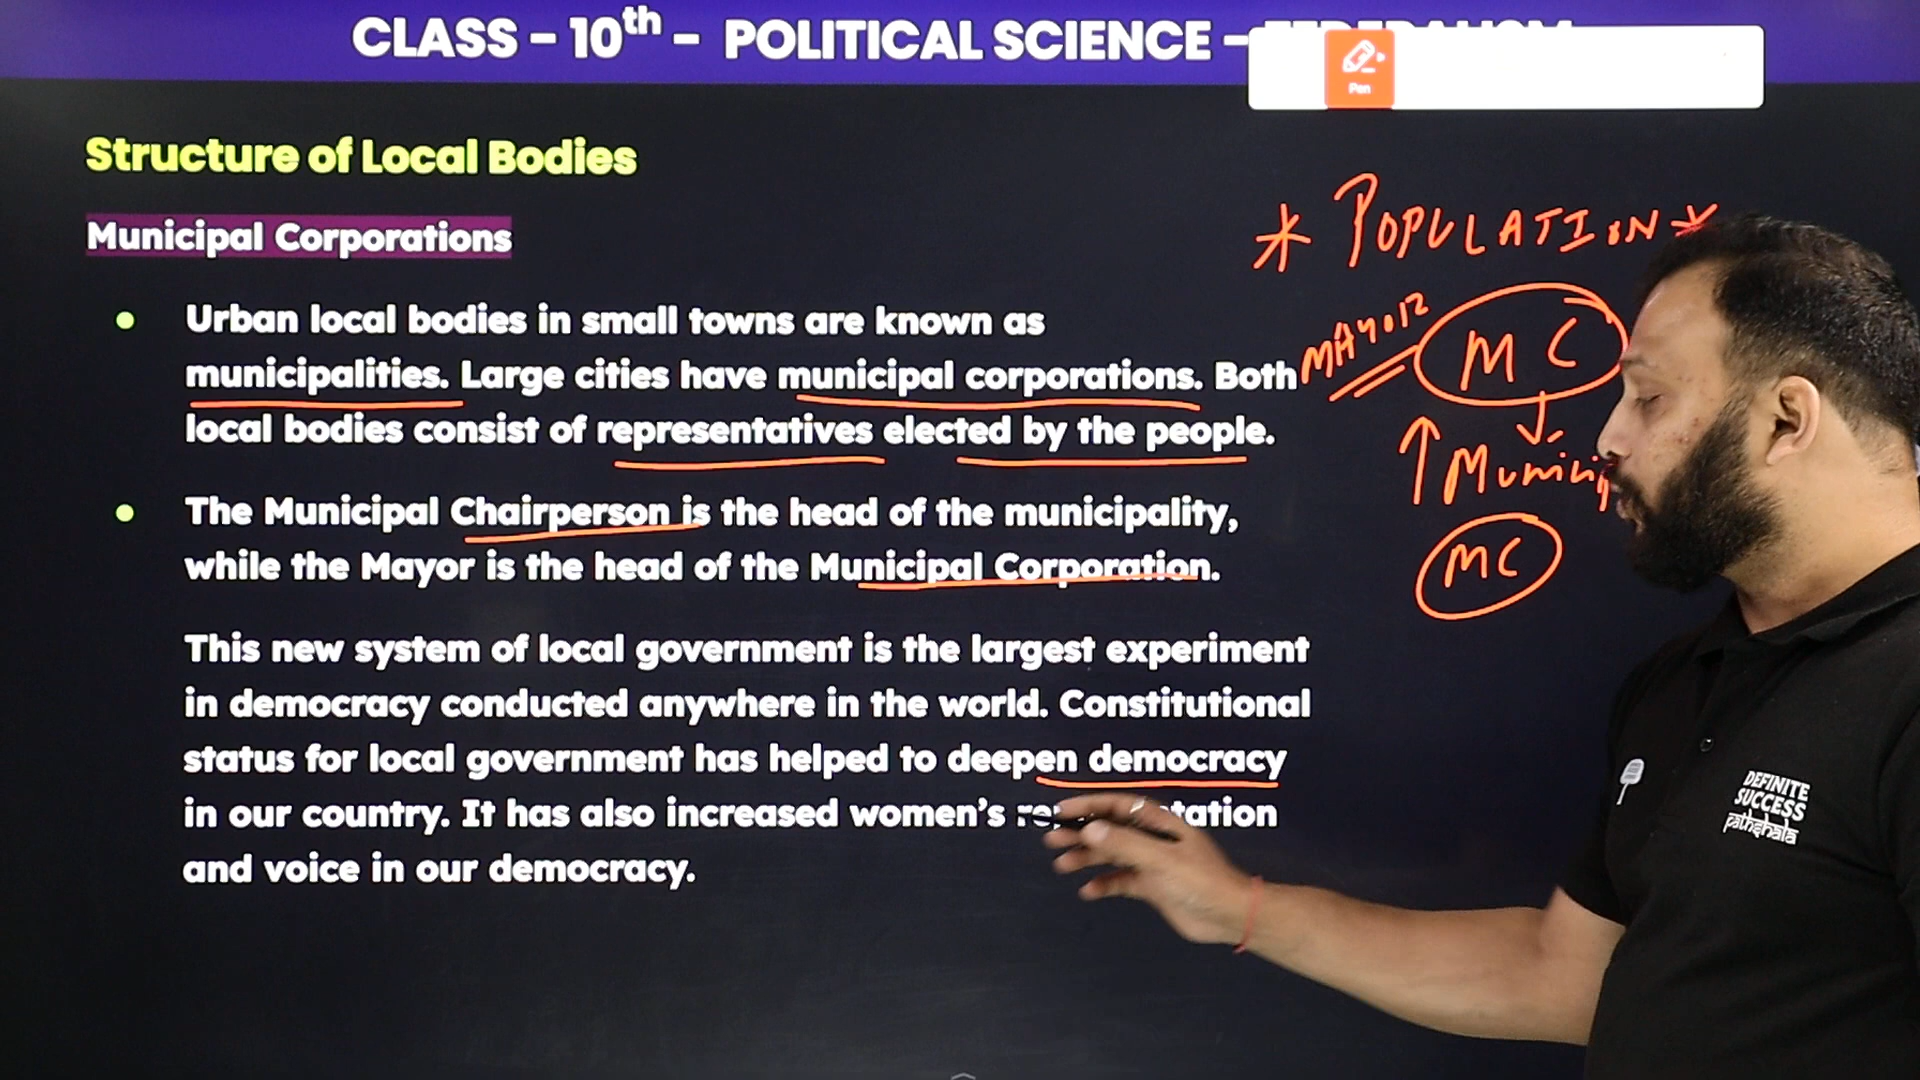 CLASS - 10th - POLITICAL SCIENCE - FEDERALISM
Pen
Structure of Local Bodies
Municipal Corporations
Urban local bodies in small towns are known as
municipalities. Large cities have municipal corporations. Both
local bodies consist of representatives elected by the people.
The Municipal Chairperson is the head of the municipality,
while the Mayor is the head of the Municipal Corporation.
This new system of local government is the largest experiment
in democracy conducted anywhere in the world. Constitutional
status for local government has helped to deepen democracy
in our country. It has also increased women's representation
and voice in our democracy.
* POPULATION *
MAYOR
MC
MC
DEFINITE
SUCCESS
pathshala